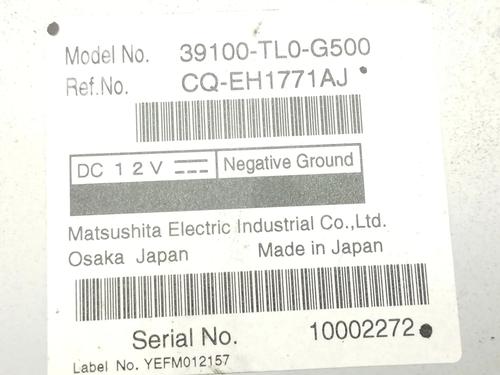 Model No. 39100-TL0-G500
Ref.No. CQ-EH1771AJ
DC 12V Negative Ground
Matsushita Electric Industrial Co.,Ltd.
Osaka Japan Made in Japan
Serial No. 10002272
Label No. YEFM012157